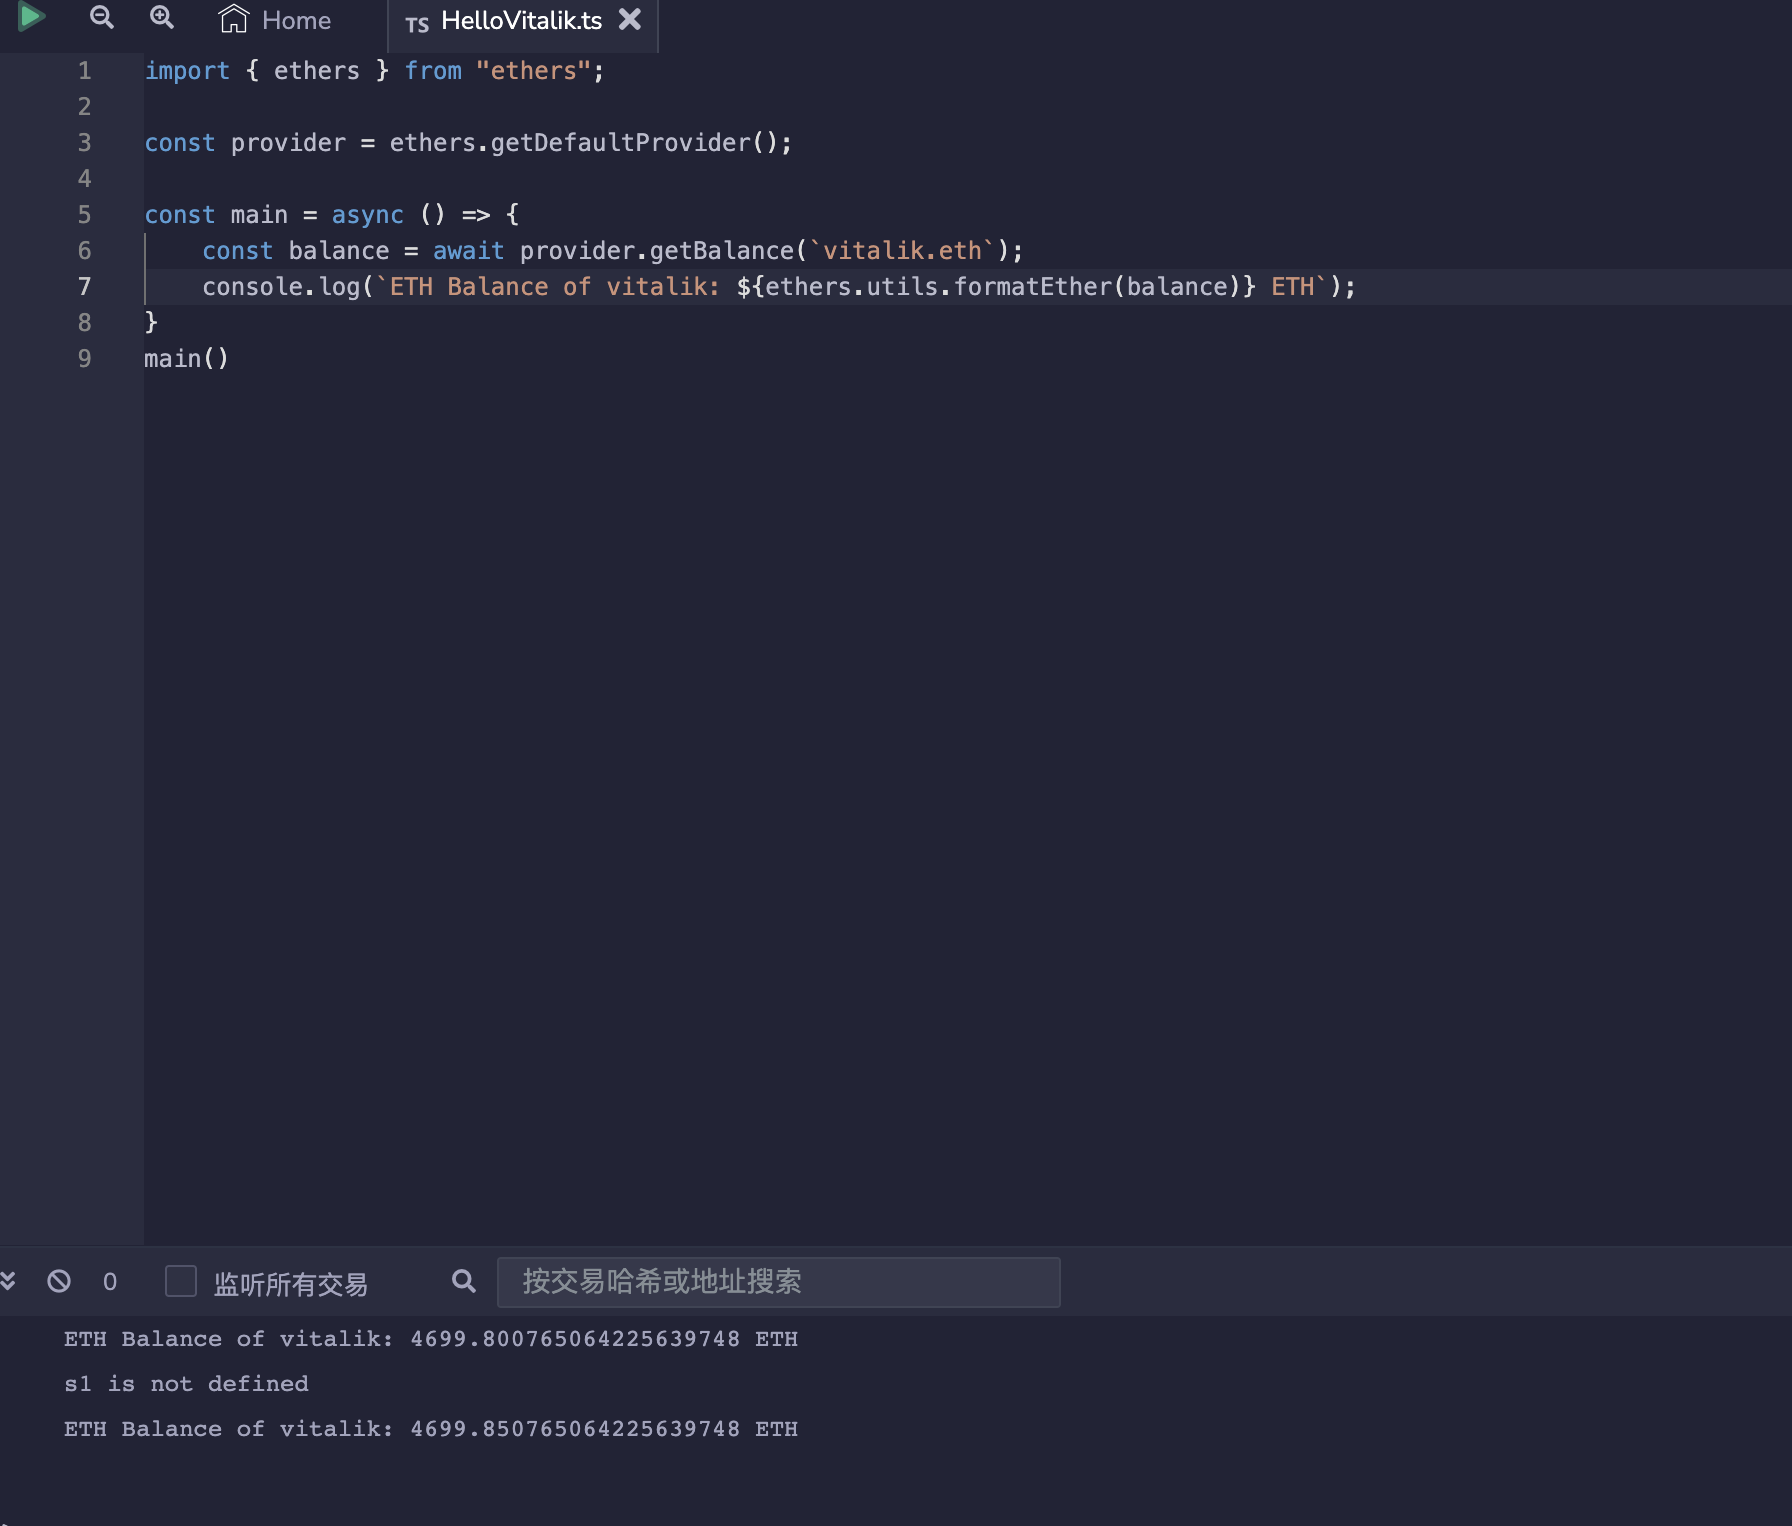 Home
TS HelloVitalik.ts
1 import { ethers } from "ethers";
2
3 const provider = ethers.getDefaultProvider();
4
5 const main = async () => {
6     const balance = await provider.getBalance(`vitalik.eth`);
7     console.log(`ETH Balance of vitalik: ${ethers.utils.formatEther(balance)} ETH`);
8 }
9 main()
0 监听所有交易 按交易哈希或地址搜索
ETH Balance of vitalik: 4699.800765064225639748 ETH
s1 is not defined
ETH Balance of vitalik: 4699.850765064225639748 ETH